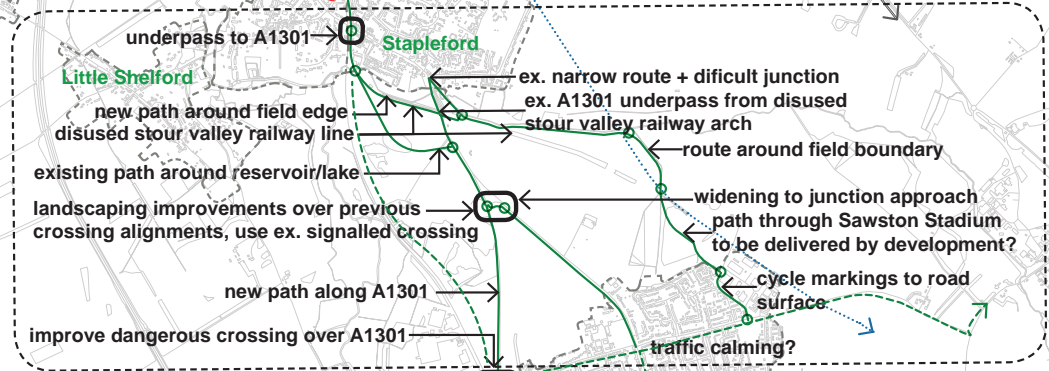 underpass to A1301
Stapleford
Little Shelford
ex. narrow route + dificult junction
new path around field edge
ex. A1301 underpass from disused
stour valley railway arch
disused stour valley railway line
route around field boundary
existing path around reservoir/lake
widening to junction approach
landscaping improvements over previous
crossing alignments, use ex. signalled crossing
path through Sawston Stadium
to be delivered by development?
new path along A1301
cycle markings to road
surface
improve dangerous crossing over A1301
traffic calming?